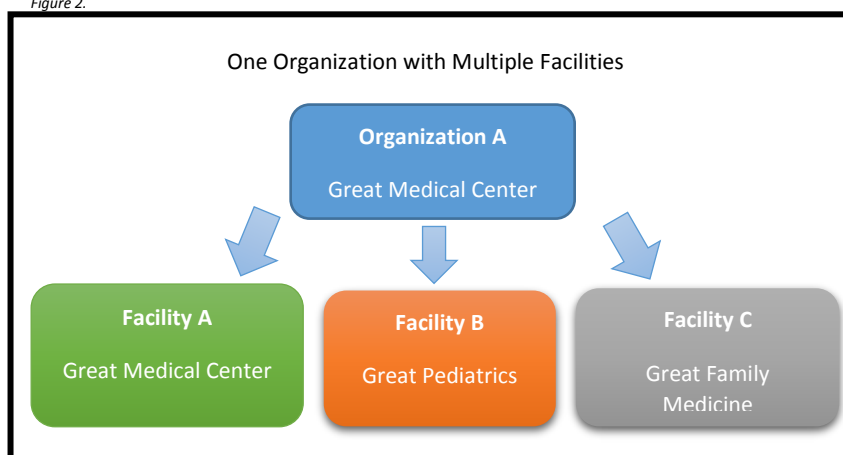 Figure 2.
One Organization with Multiple Facilities
Organization A
Great Medical Center
Facility A
Great Medical Center
Facility B
Great Pediatrics
Facility C
Great Family
Medicine